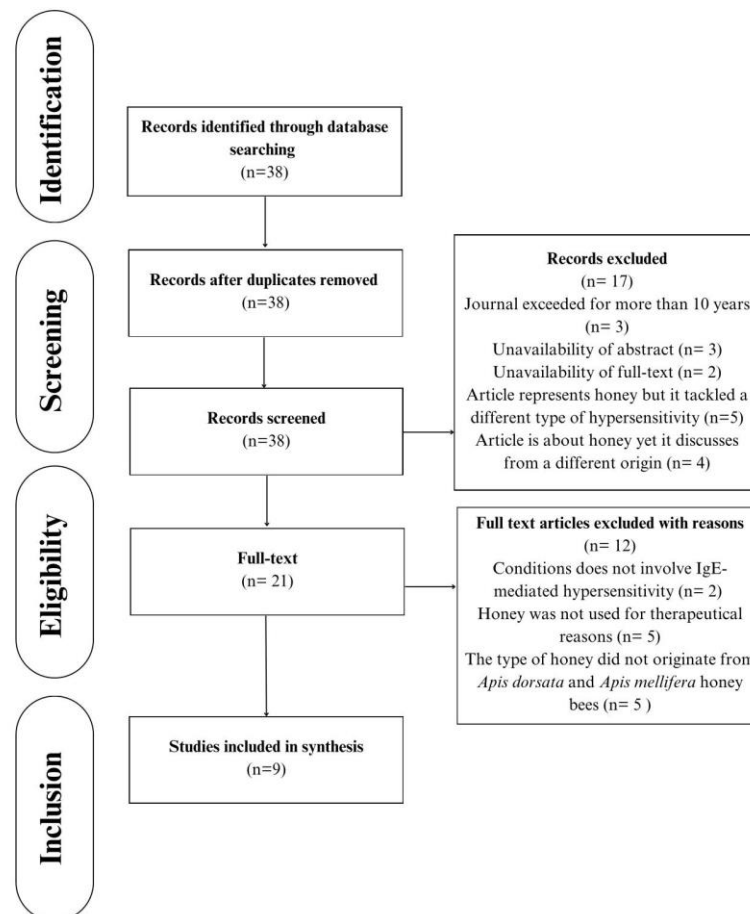 Identification
Records identified through database
searching
(n=38)
Screening
Records after duplicates removed
(n=38)
Records screened
(n=38)
Records excluded
(n= 17)
Journal exceeded for more than 10 years
(n= 3)
Unavailability of abstract (n= 3)
Unavailability of full-text (n= 2)
Article represents honey but it tackled a
different type of hypersensitivity (n=5)
Article is about honey yet it discusses
from a different origin (n= 4)
Eligibility
Full-text
(n= 21)
Full text articles excluded with reasons
(n= 12)
Conditions does not involve IgE-
mediated hypersensitivity (n= 2)
Honey was not used for therapeutical
reasons (n= 5)
The type of honey did not originate from
Apis dorsata and Apis mellifera honey
bees (n= 5 )
Inclusion
Studies included in synthesis
(n=9)